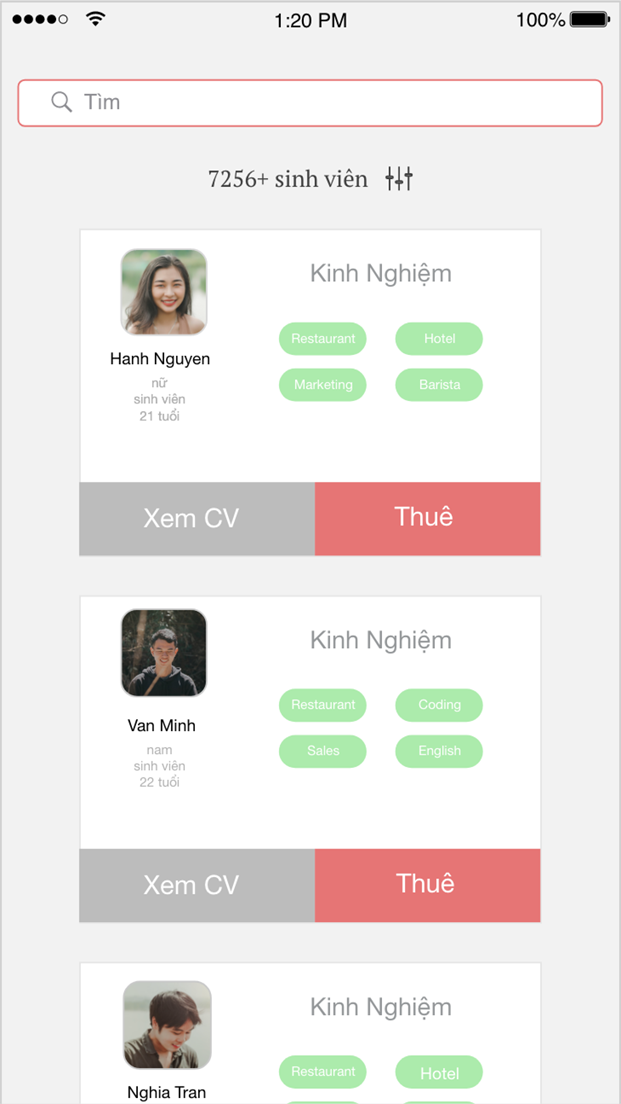 1:20 PM 100%
Tìm
7256+ sinh viên
Kinh Nghiệm
Restaurant Hotel
Marketing Barista
Hanh Nguyen
nữ
sinh viên
21 tuổi
Xem CV Thuê
Kinh Nghiệm
Restaurant Coding
Sales English
Van Minh
nam
sinh viên
22 tuổi
Xem CV Thuê
Kinh Nghiệm
Restaurant Hotel
Nghia Tran